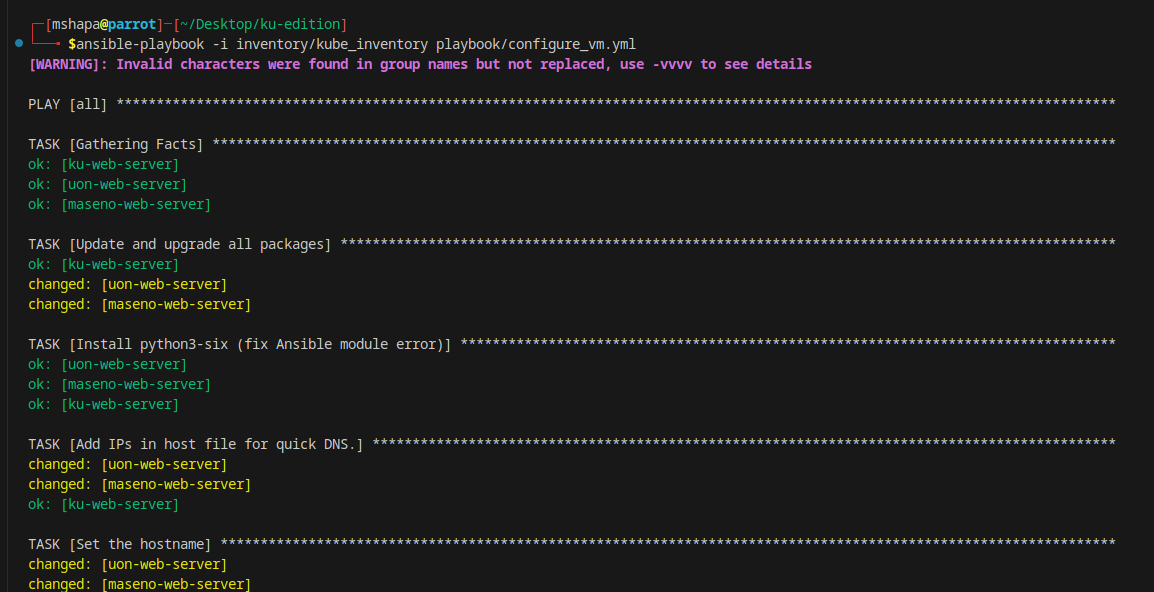 [mshapa@parrot]─[~/Desktop/ku-edition]
$ansible-playbook -i inventory/kube_inventory playbook/configure_vm.yml
[WARNING]: Invalid characters were found in group names but not replaced, use -vvvv to see details
PLAY [all] *****************************************************************************************************************************
TASK [Gathering Facts] *****************************************************************************************************************
ok: [ku-web-server]
ok: [uon-web-server]
ok: [maseno-web-server]
TASK [Update and upgrade all packages] *************************************************************************************************
ok: [ku-web-server]
changed: [uon-web-server]
changed: [maseno-web-server]
TASK [Install python3-six (fix Ansible module error)] **********************************************************************************
ok: [uon-web-server]
ok: [maseno-web-server]
ok: [ku-web-server]
TASK [Add IPs in host file for quick DNS.] *********************************************************************************************
changed: [uon-web-server]
changed: [maseno-web-server]
ok: [ku-web-server]
TASK [Set the hostname] ****************************************************************************************************************
changed: [uon-web-server]
changed: [maseno-web-server]